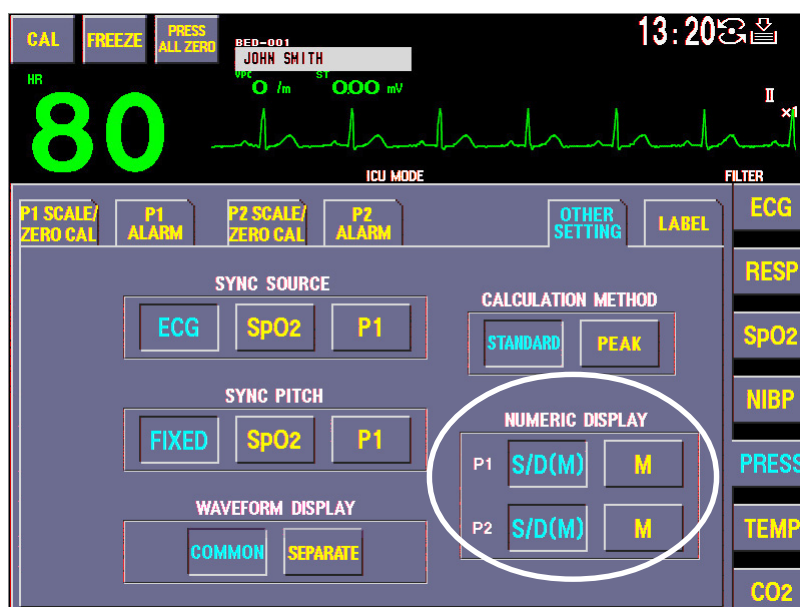 CAL FREEZE PRESS ALL ZERO
13:20
BED-001
JOHN SMITH
HR 80
VPC 0 /m ST 0.00 mV
II
×1
ICU MODE FILTER
P1 SCALE/ ZERO CAL P1 ALARM P2 SCALE/ ZERO CAL P2 ALARM OTHER SETTING LABEL
ECG
RESP
SpO2
NIBP
PRESS
TEMP
CO2
SYNC SOURCE
ECG SpO2 P1
CALCULATION METHOD
STANDARD PEAK
SYNC PITCH
FIXED SpO2 P1
NUMERIC DISPLAY
P1 S/D(M) M
P2 S/D(M) M
WAVEFORM DISPLAY
COMMON SEPARATE